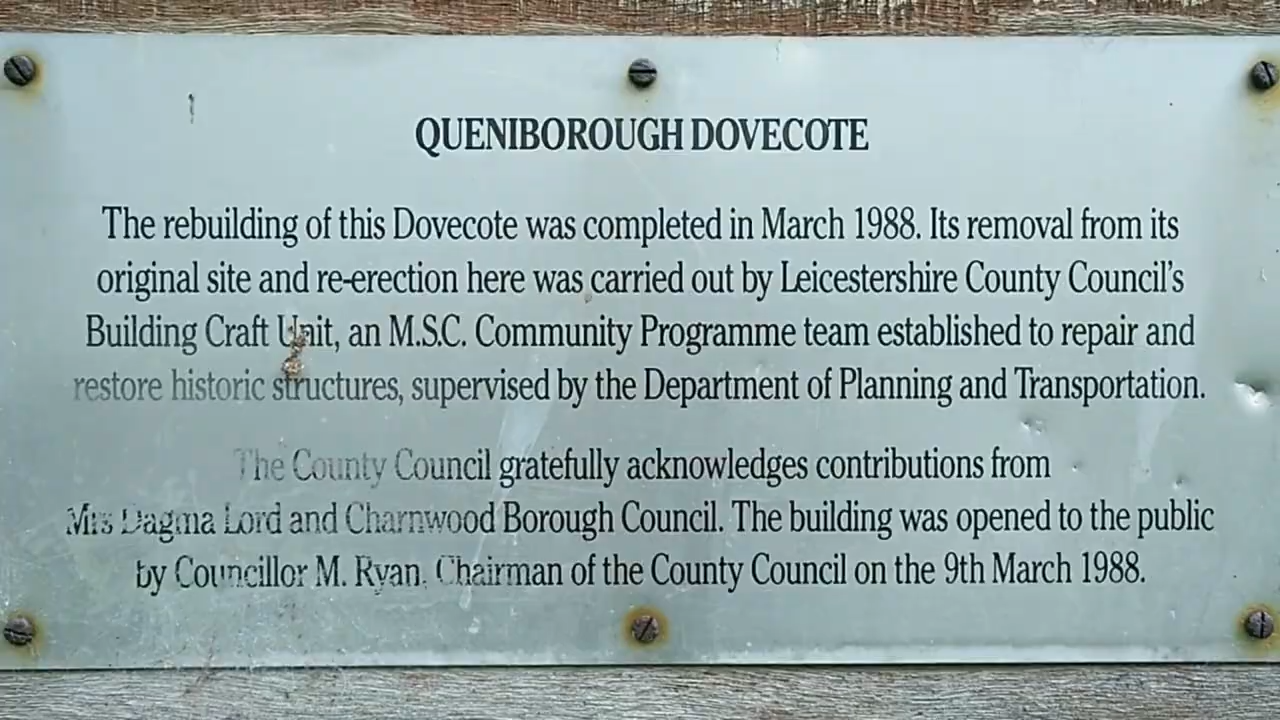 QUENIBOROUGH DOVECOTE
The rebuilding of this Dovecote was completed in March 1988. Its removal from its
original site and re-erection here was carried out by Leicestershire County Council's
Building Craft Unit, an M.S.C. Community Programme team established to repair and
restore historic structures, supervised by the Department of Planning and Transportation.
The County Council gratefully acknowledges contributions from
Mrs Dagma Lord and Charnwood Borough Council. The building was opened to the public
by Councillor M. Ryan, Chairman of the County Council on the 9th March 1988.